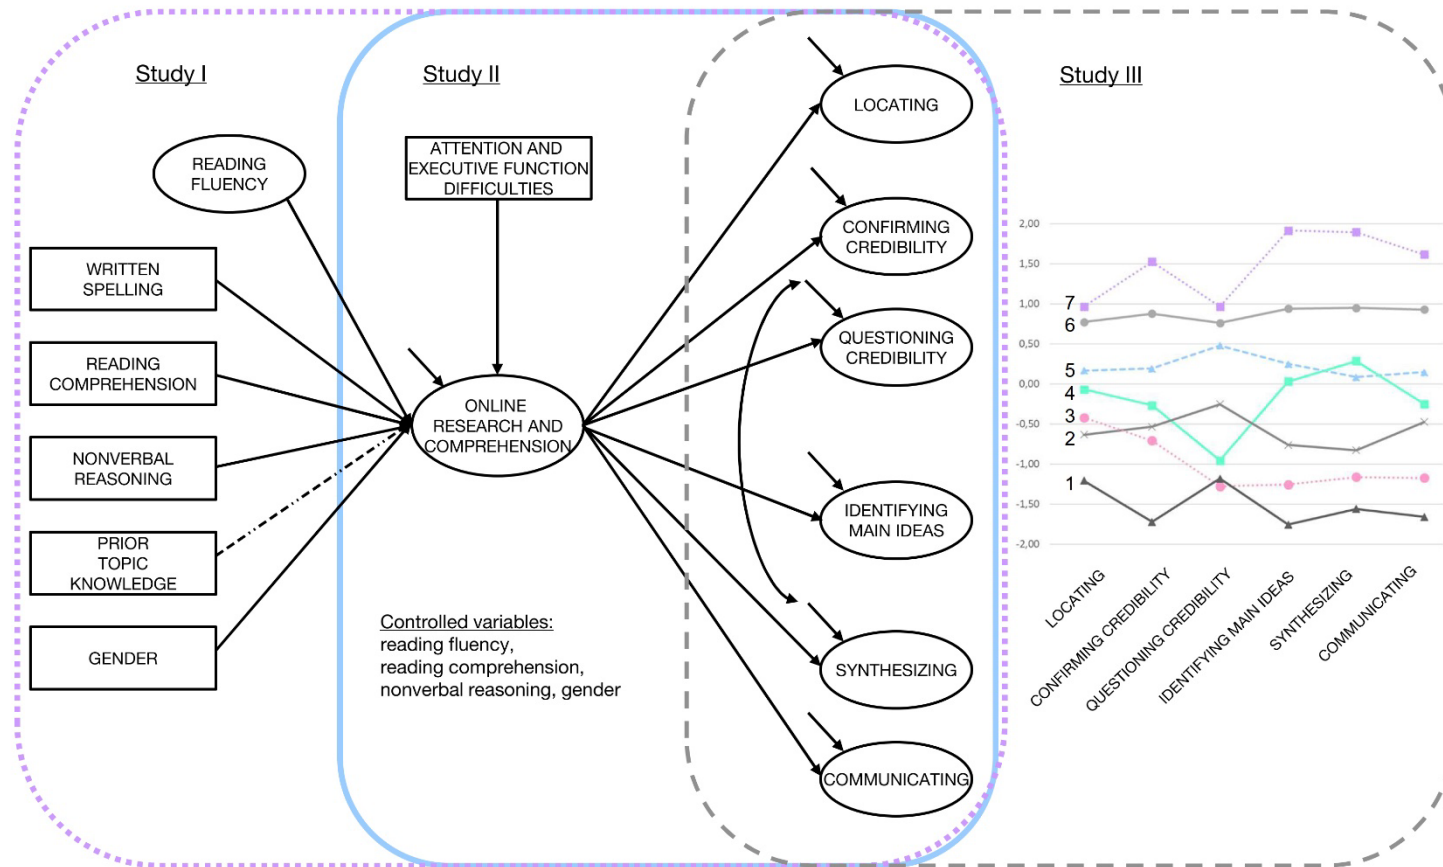 Study I
READING
FLUENCY
WRITTEN
SPELLING
READING
COMPREHENSION
NONVERBAL
REASONING
PRIOR
TOPIC
KNOWLEDGE
GENDER
Study II
ATTENTION AND
EXECUTIVE FUNCTION
DIFFICULTIES
ONLINE
RESEARCH AND
COMPREHENSION
Controlled variables:
reading fluency,
reading comprehension,
nonverbal reasoning, gender
LOCATING
CONFIRMING
CREDIBILITY
QUESTIONING
CREDIBILITY
IDENTIFYING
MAIN IDEAS
SYNTHESIZING
COMMUNICATING
Study III
2,00
1,50
1,00
0,50
0,00
-0,50
-1,00
-1,50
-2,00
7
6
5
4
3
2
1
LOCATING
CONFIRMING CREDIBILITY
QUESTIONING CREDIBILITY
IDENTIFYING MAIN IDEAS
SYNTHESIZING
COMMUNICATING